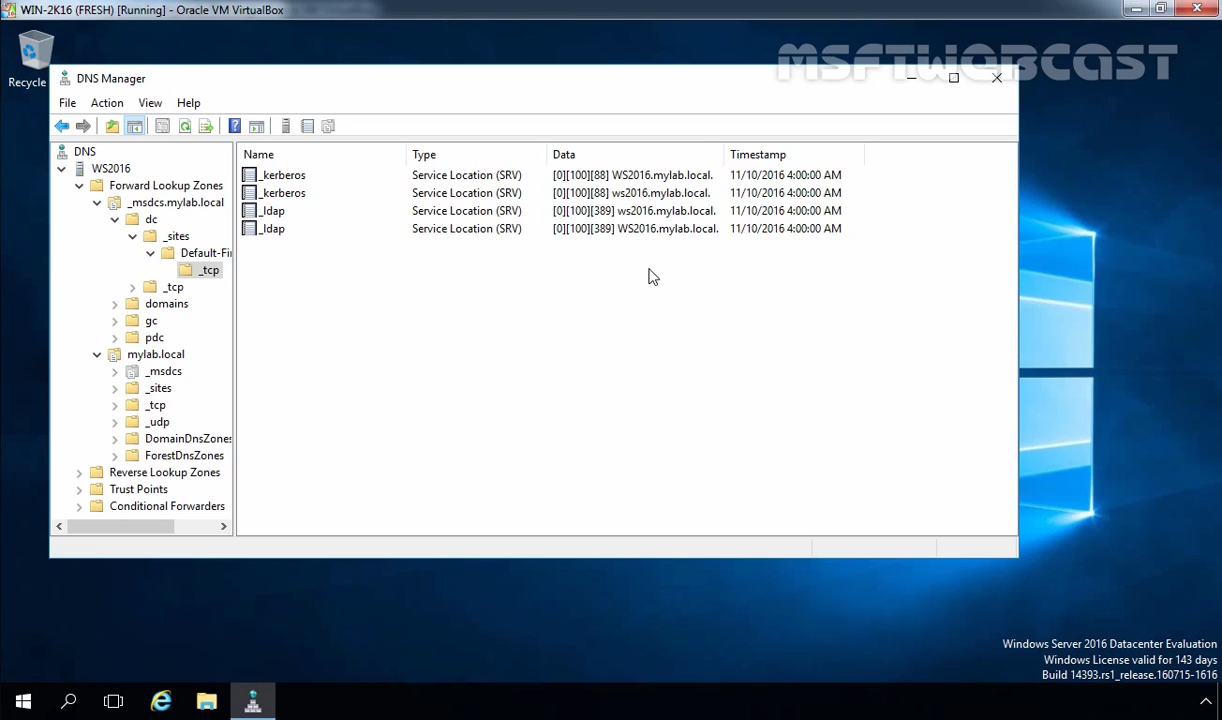 WIN-2K16 (FRESH) [Running] - Oracle VM VirtualBox
MSFTWEBCAST
Recycle
DNS Manager
File Action View Help
DNS
WS2016
Forward Lookup Zones
_msdcs.mylab.local
dc
_sites
Default-Fi
_tcp
_tcp
domains
gc
pdc
mylab.local
_msdcs
_sites
_tcp
_udp
DomainDnsZones
ForestDnsZones
Reverse Lookup Zones
Trust Points
Conditional Forwarders
Name Type Data Timestamp
_kerberos Service Location (SRV) [0][100][88] WS2016.mylab.local. 11/10/2016 4:00:00 AM
_kerberos Service Location (SRV) [0][100][88] ws2016.mylab.local. 11/10/2016 4:00:00 AM
_ldap Service Location (SRV) [0][100][389] ws2016.mylab.local. 11/10/2016 4:00:00 AM
_ldap Service Location (SRV) [0][100][389] WS2016.mylab.local. 11/10/2016 4:00:00 AM
Windows Server 2016 Datacenter Evaluation
Windows License valid for 143 days
Build 14393.rs1_release.160715-1616